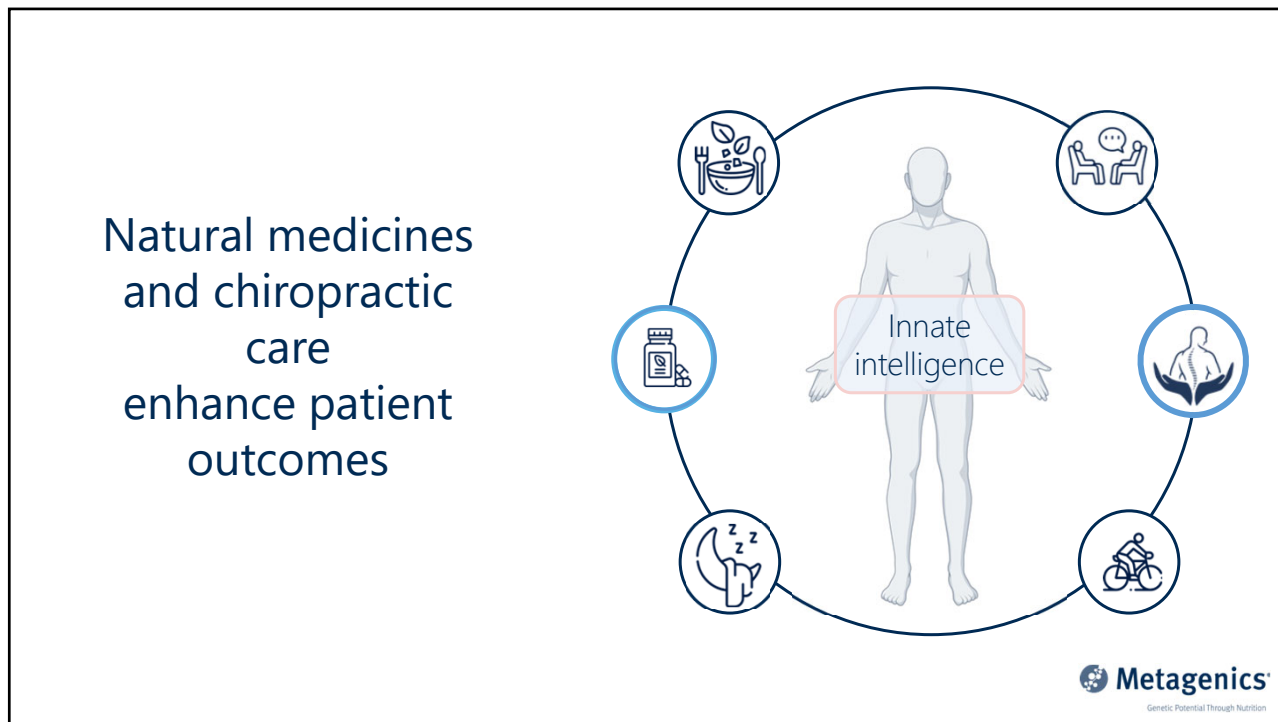 Natural medicines
and chiropractic
care
enhance patient
outcomes
Innate
intelligence
z z
z z
Metagenics
Genetic Potential Through Nutrition